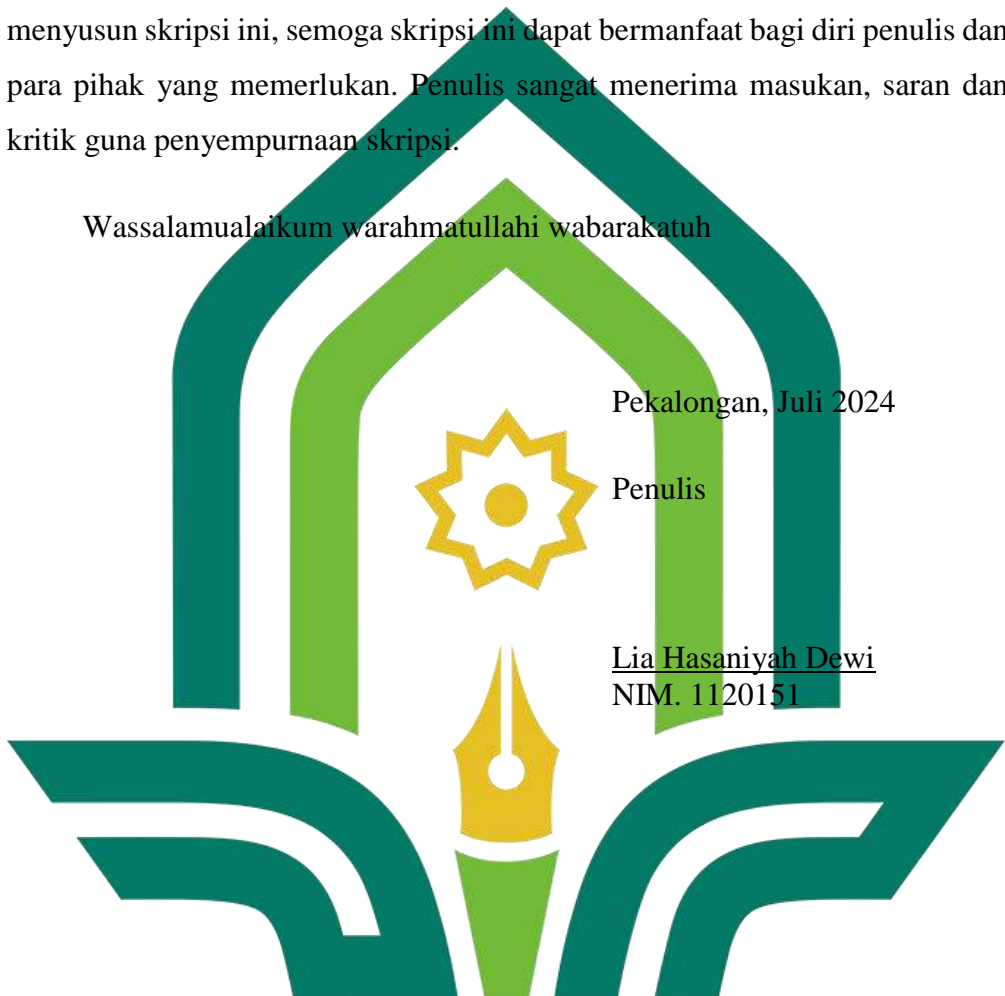 menyusun skripsi ini, semoga skripsi ini dapat bermanfaat bagi diri penulis dan
para pihak yang memerlukan. Penulis sangat menerima masukan, saran dan
kritik guna penyempurnaan skripsi.
Wassalamualaikum warahmatullahi wabarakatuh
Pekalongan, Juli 2024
Penulis
Lia Hasaniyah Dewi
NIM. 1120151